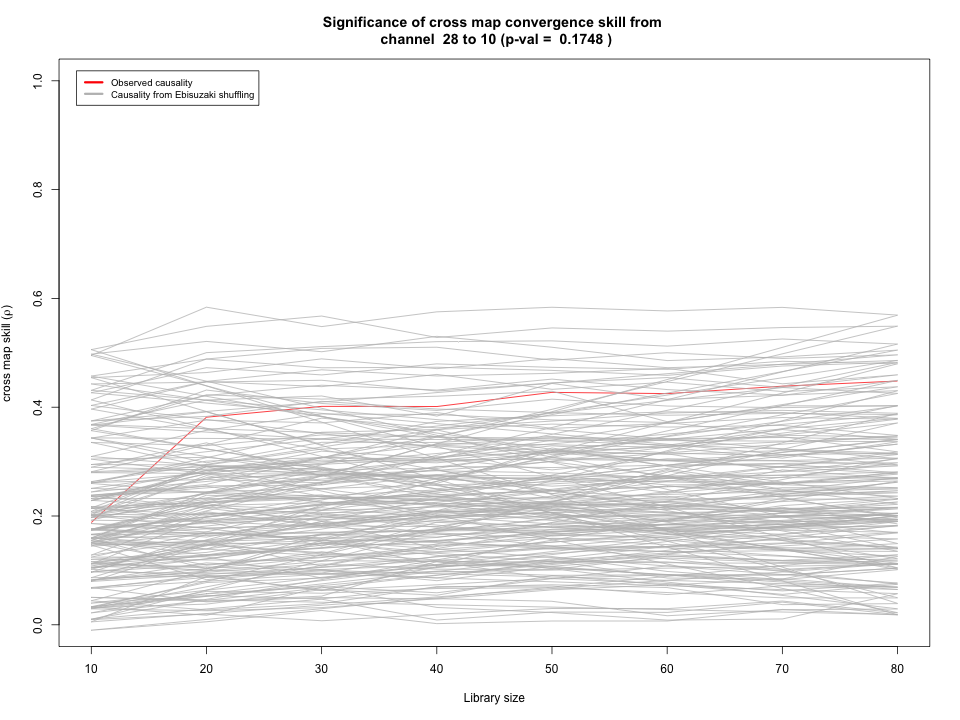 Significance of cross map convergence skill from
channel  28 to 10 (p-val =  0.1748 )
Observed causality
Causality from Ebisuzaki shuffling
cross map skill (ρ)
1.0
0.8
0.6
0.4
0.2
0.0
10 20 30 40 50 60 70 80
Library size